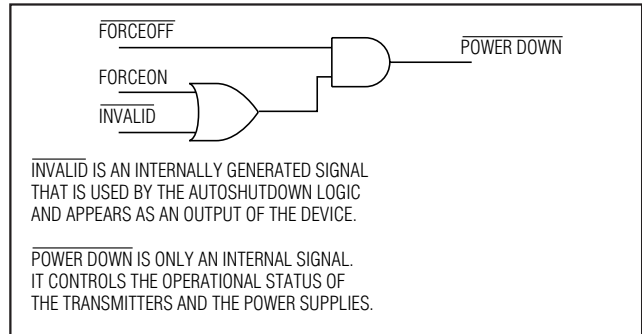 FORCEOFF
POWER DOWN
FORCEON
INVALID
INVALID IS AN INTERNALLY GENERATED SIGNAL
THAT IS USED BY THE AUTOSHUTDOWN LOGIC
AND APPEARS AS AN OUTPUT OF THE DEVICE.
POWER DOWN IS ONLY AN INTERNAL SIGNAL.
IT CONTROLS THE OPERATIONAL STATUS OF
THE TRANSMITTERS AND THE POWER SUPPLIES.